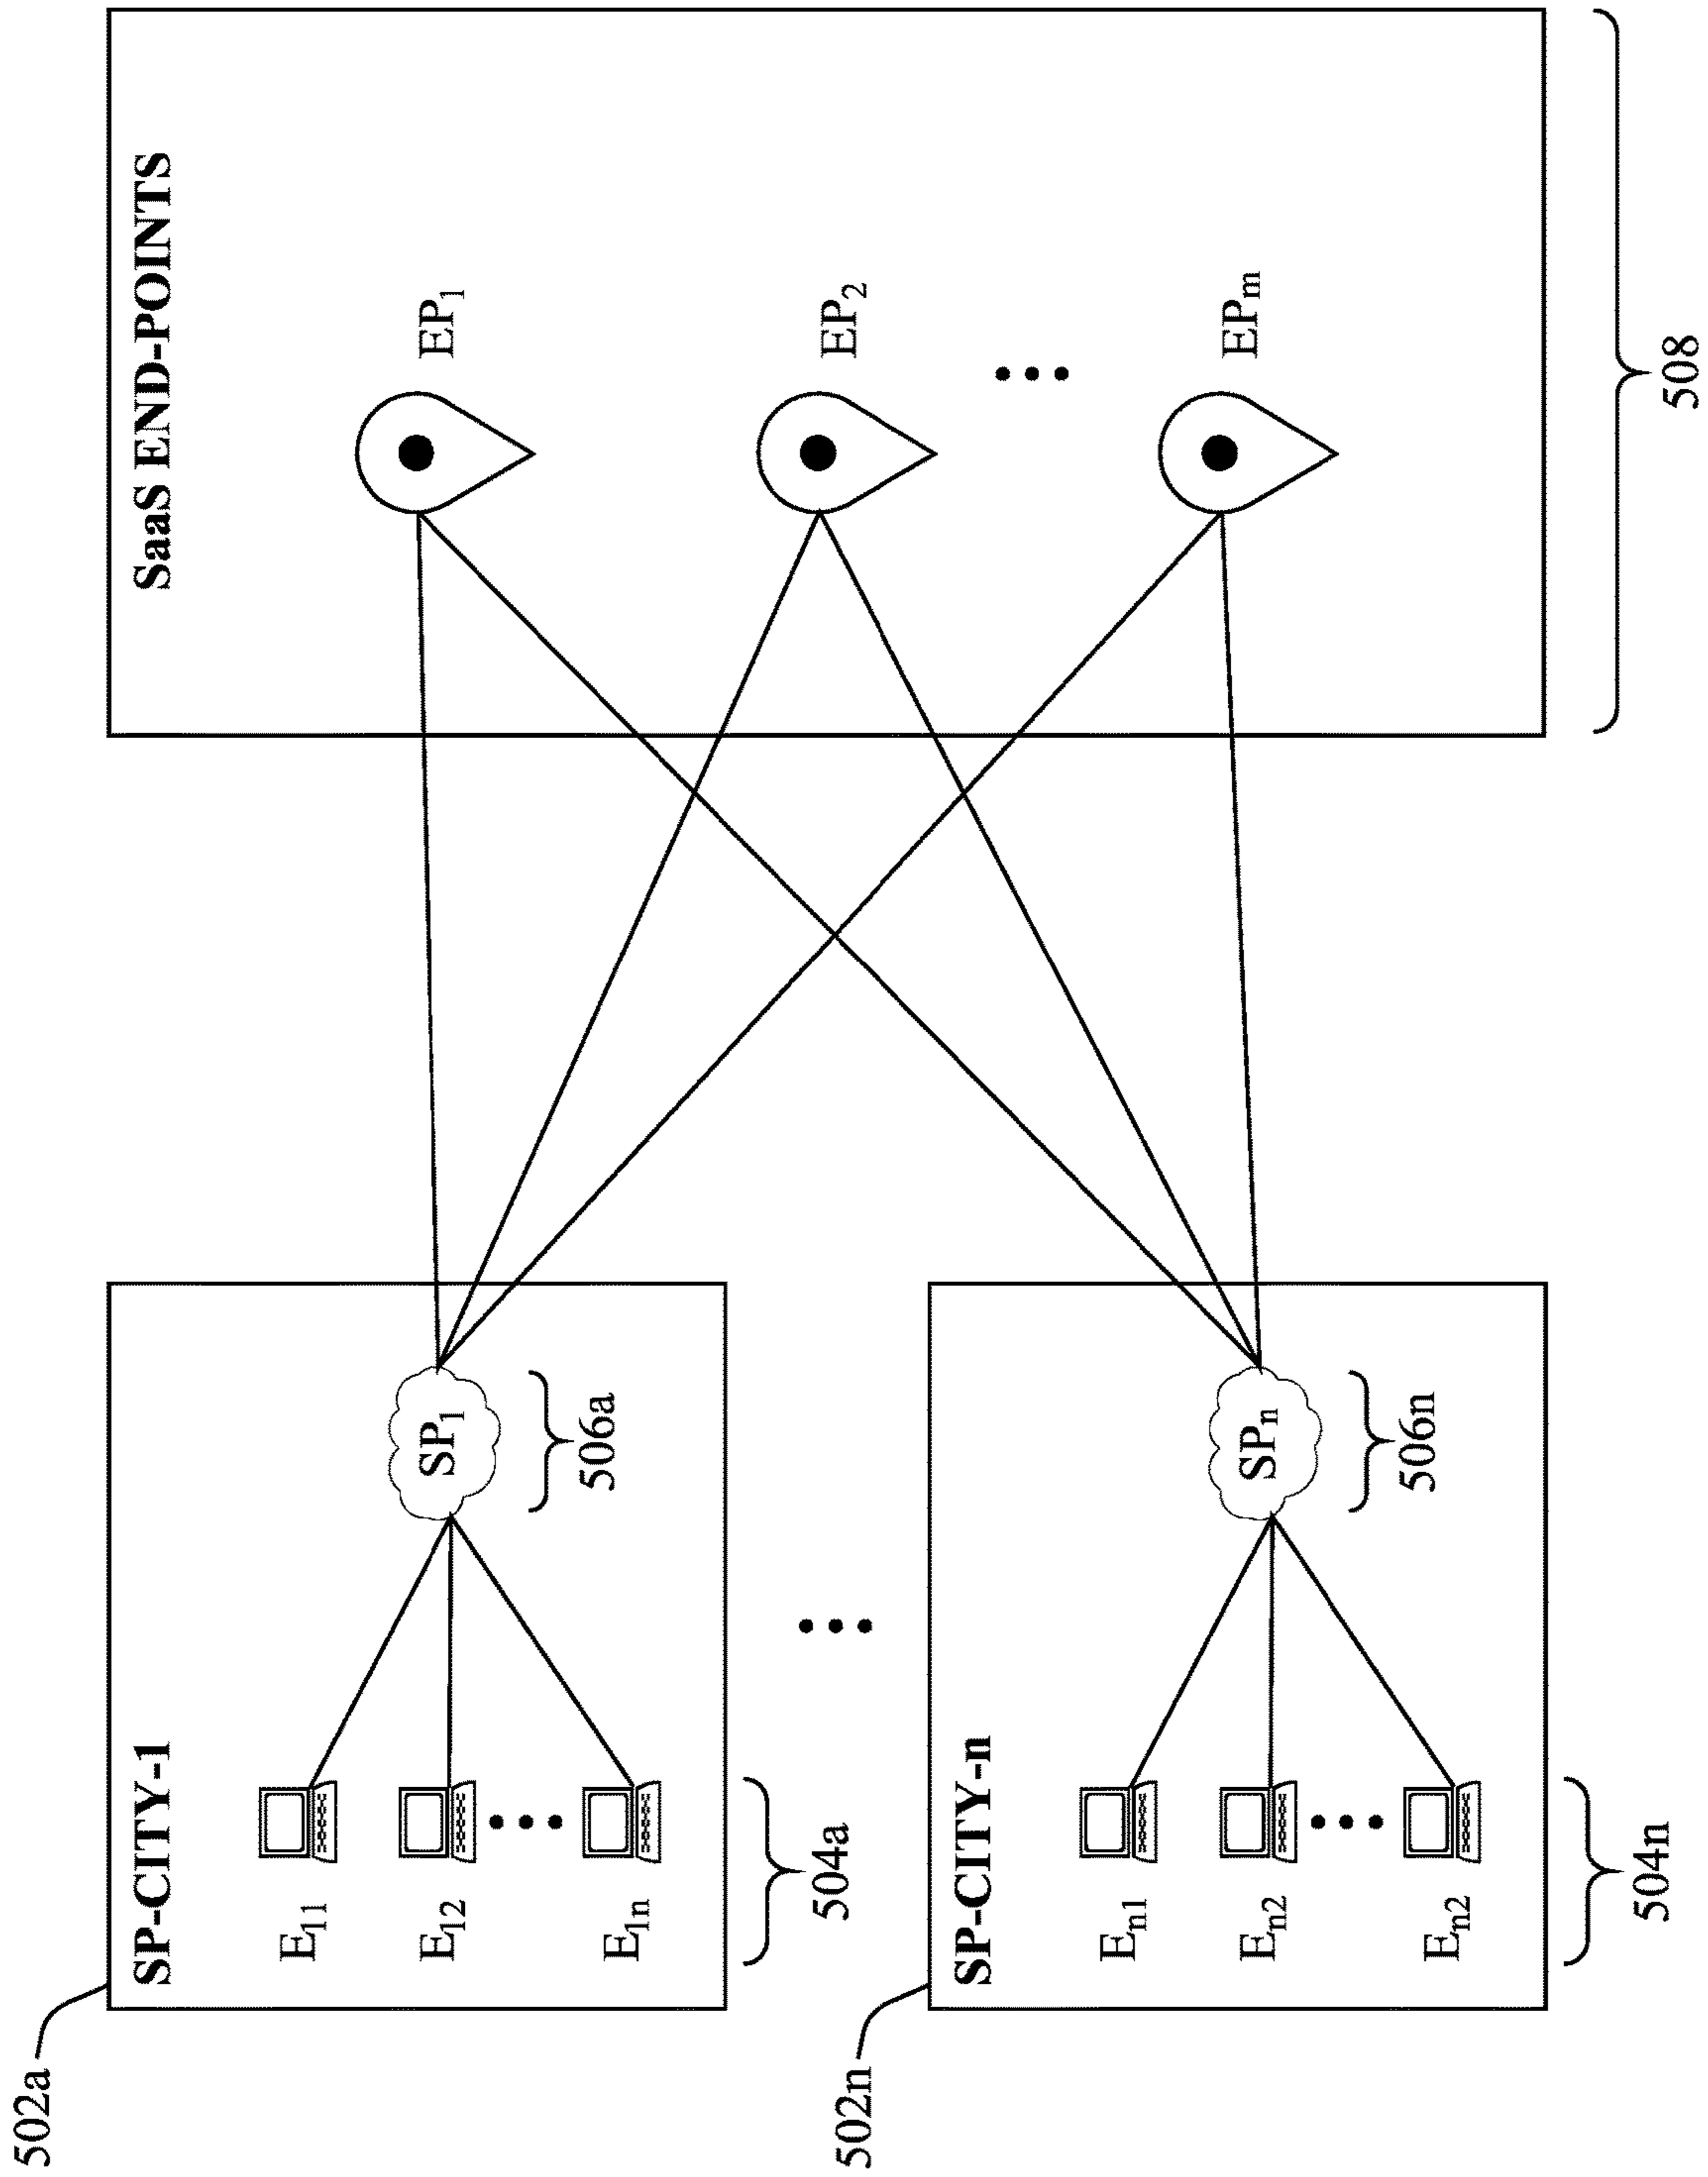 502a
SP-CITY-1
E11
E12
E1n
504a
SP1
506a
502n
SP-CITY-n
En1
En2
En2
504n
SPn
506n
SaaS END-POINTS
EP1
EP2
EPm
508